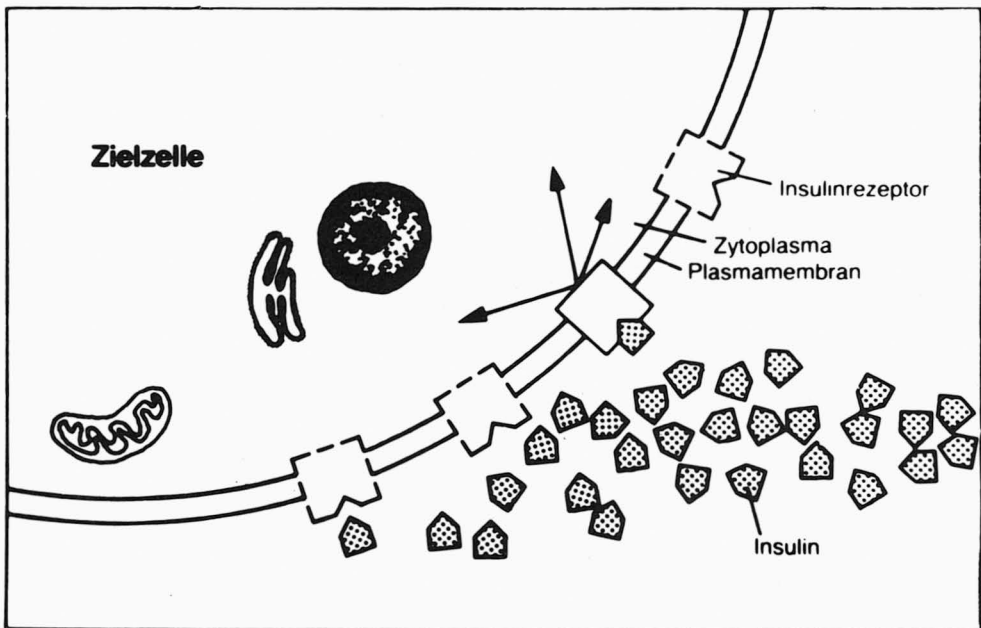 Zielzelle
Insulinrezeptor
Zytoplasma
Plasmamembran
Insulin